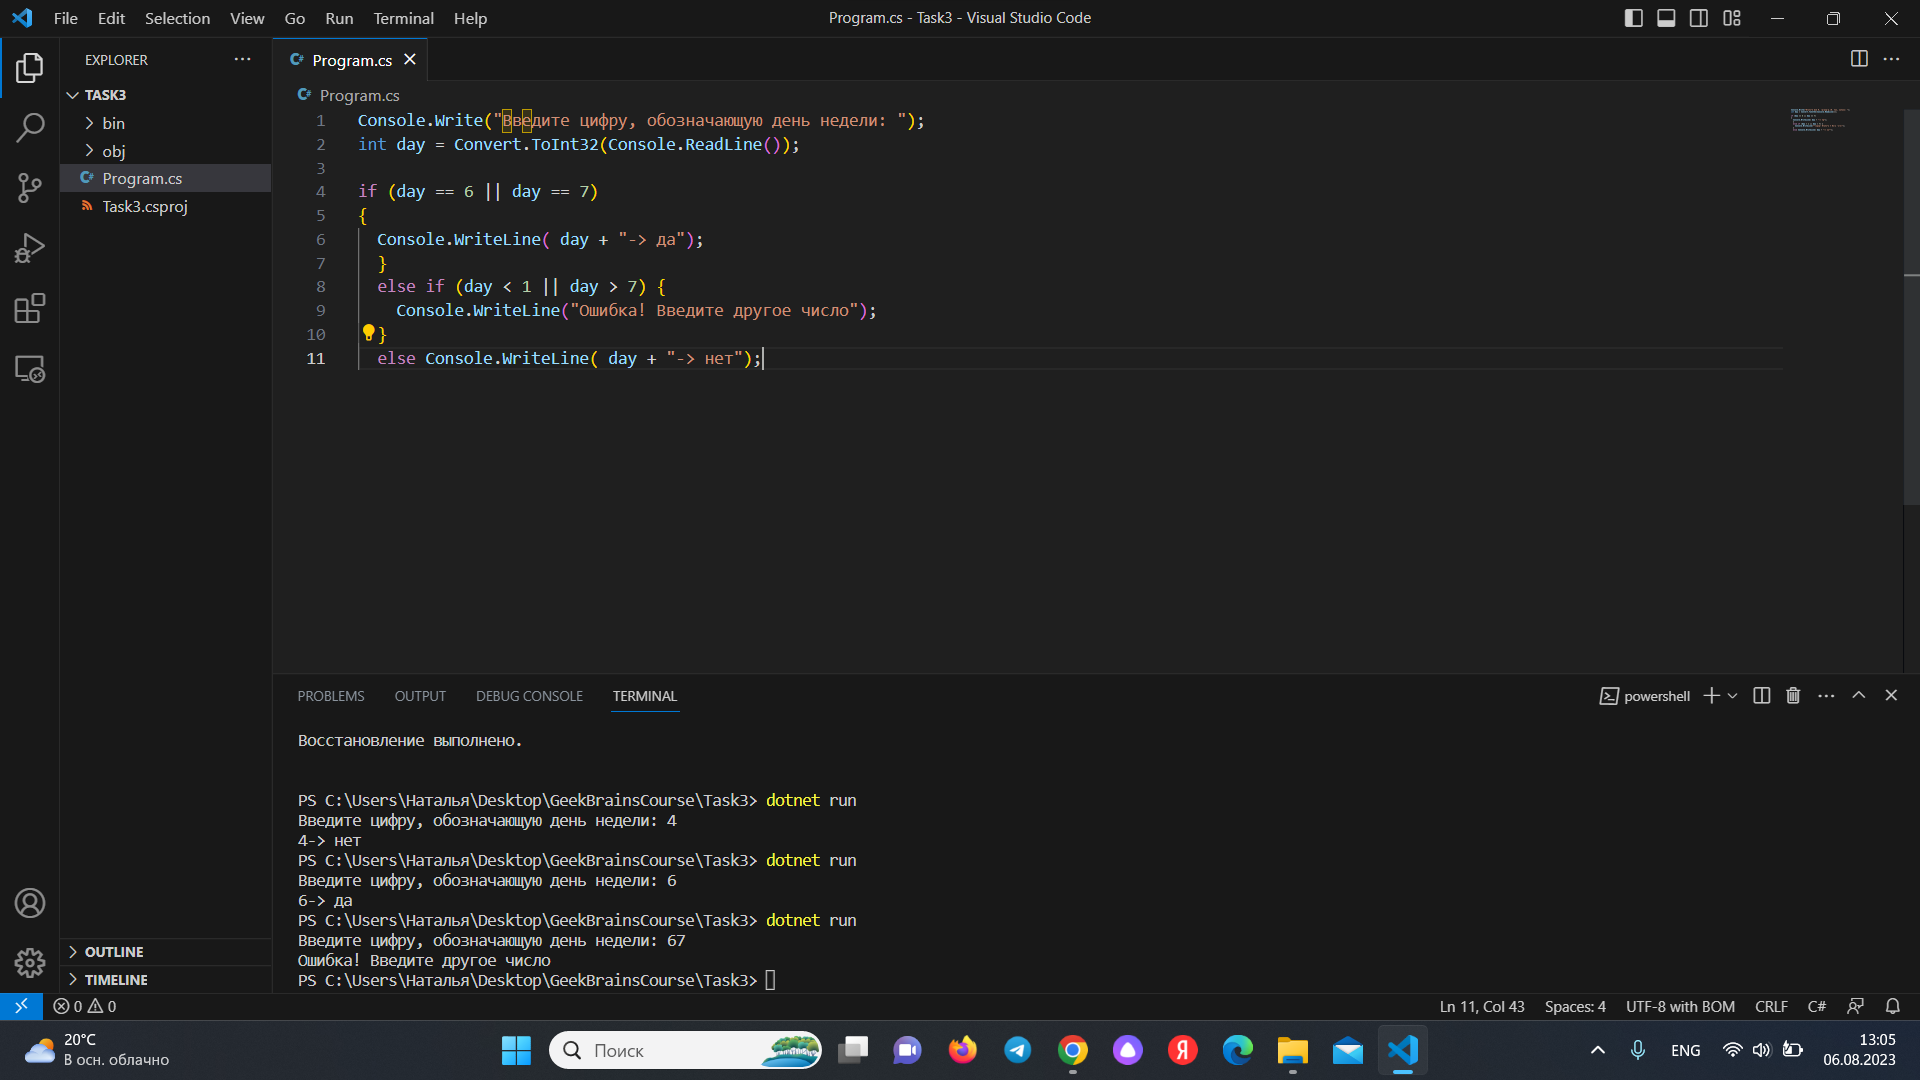 File Edit Selection View Go Run Terminal Help
Program.cs - Task3 - Visual Studio Code
EXPLORER
TASK3
bin
obj
Program.cs
Task3.csproj
OUTLINE
TIMELINE
Program.cs
Program.cs
1 Console.Write("Введите цифру, обозначающую день недели: ");
2 int day = Convert.ToInt32(Console.ReadLine());
3
4 if (day == 6 || day == 7)
5 {
6 Console.WriteLine( day + "-> да");
7 }
8 else if (day < 1 || day > 7) {
9 Console.WriteLine("Ошибка! Введите другое число");
10 }
11 else Console.WriteLine( day + "-> нет");
PROBLEMS OUTPUT DEBUG CONSOLE TERMINAL
powershell
Восстановление выполнено.
PS C:\Users\Наталья\Desktop\GeekBrainsCourse\Task3> dotnet run
Введите цифру, обозначающую день недели: 4
4-> нет
PS C:\Users\Наталья\Desktop\GeekBrainsCourse\Task3> dotnet run
Введите цифру, обозначающую день недели: 6
6-> да
PS C:\Users\Наталья\Desktop\GeekBrainsCourse\Task3> dotnet run
Введите цифру, обозначающую день недели: 67
Ошибка! Введите другое число
PS C:\Users\Наталья\Desktop\GeekBrainsCourse\Task3>
0 0
Ln 11, Col 43 Spaces: 4 UTF-8 with BOM CRLF C#
20°C
В осн. облачно
Поиск
Я
ENG
13:05
06.08.2023